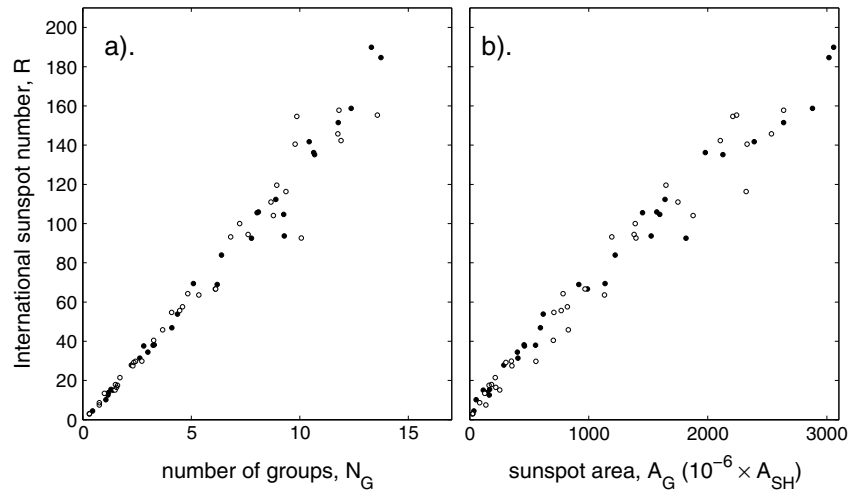 a).
b).
International sunspot number, R
200
180
160
140
120
100
80
60
40
20
0
0 5 10 15
0 1000 2000 3000
number of groups, N_G
sunspot area, A_G (10^−6 × A_SH)